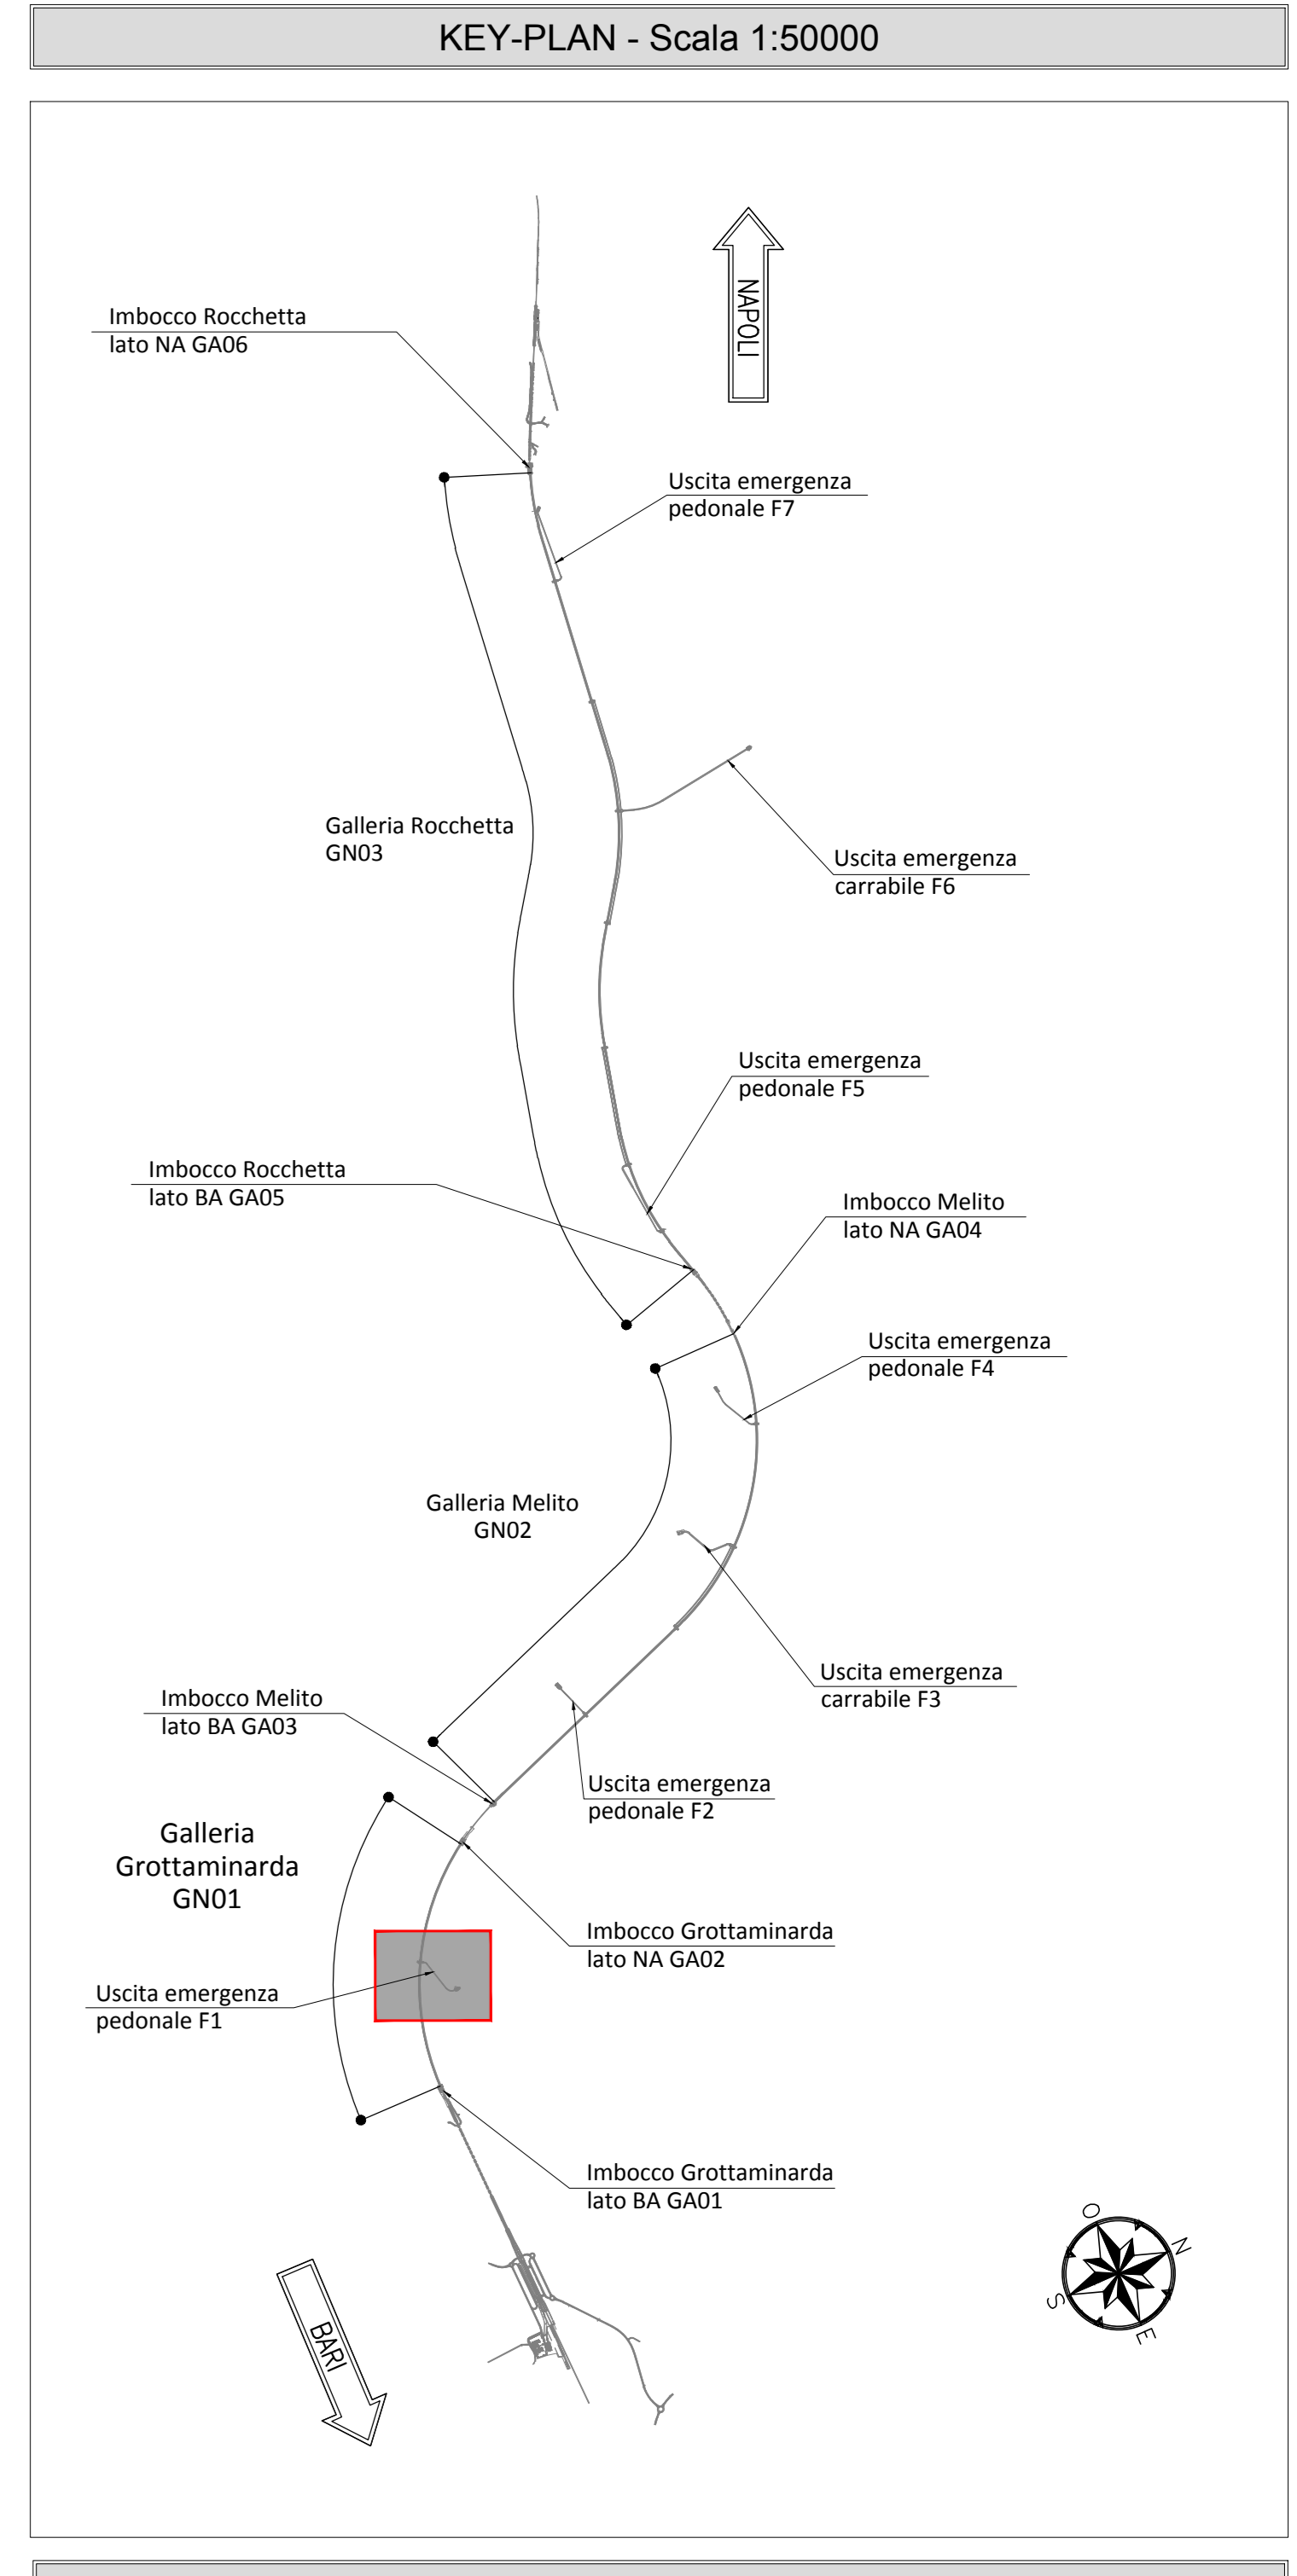 KEY-PLAN - Scala 1:50000
NAPOLI
Imbocco Rocchetta
lato NA GA06
Uscita emergenza
pedonale F7
Galleria Rocchetta
GN03
Uscita emergenza
carrabile F6
Uscita emergenza
pedonale F5
Imbocco Rocchetta
lato BA GA05
Imbocco Melito
lato NA GA04
Uscita emergenza
pedonale F4
Galleria Melito
GN02
Uscita emergenza
carrabile F3
Imbocco Melito
lato BA GA03
Uscita emergenza
pedonale F2
Galleria
Grottaminarda
GN01
Imbocco Grottaminarda
lato NA GA02
Uscita emergenza
pedonale F1
Imbocco Grottaminarda
lato BA GA01
O
N
S
E
BARI